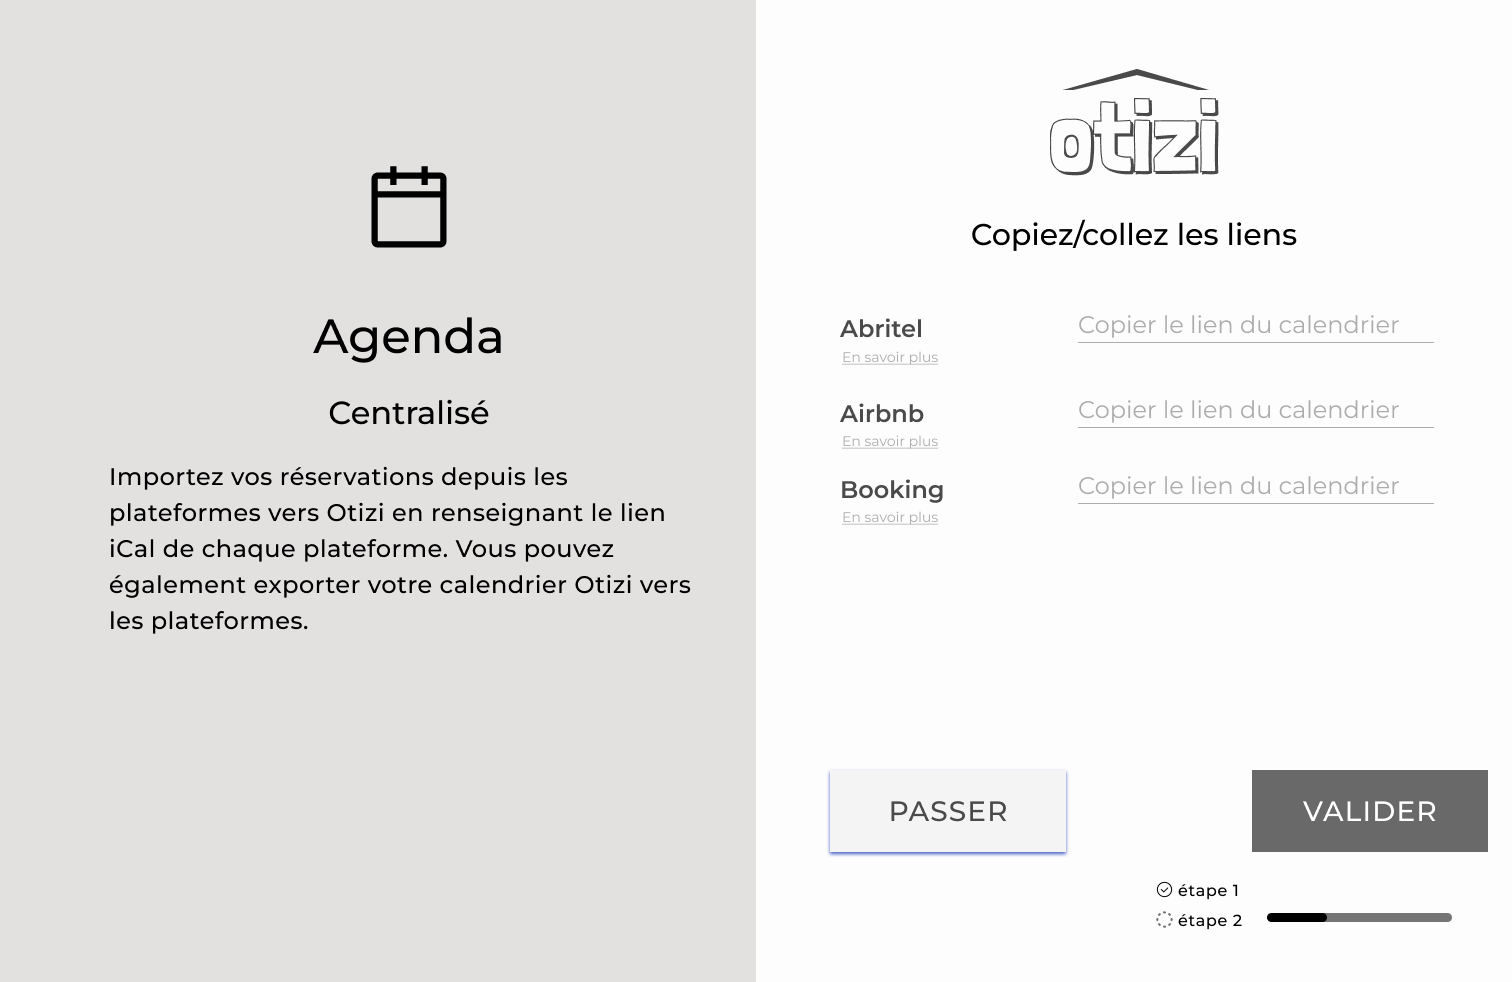 Agenda
Centralisé
Importez vos réservations depuis les
plateformes vers Otizi en renseignant le lien
iCal de chaque plateforme. Vous pouvez
également exporter votre calendrier Otizi vers
les plateformes.
otizi
Copiez/collez les liens
Abritel
Copier le lien du calendrier
En savoir plus
Airbnb
Copier le lien du calendrier
En savoir plus
Booking
Copier le lien du calendrier
En savoir plus
PASSER
VALIDER
étape 1
étape 2